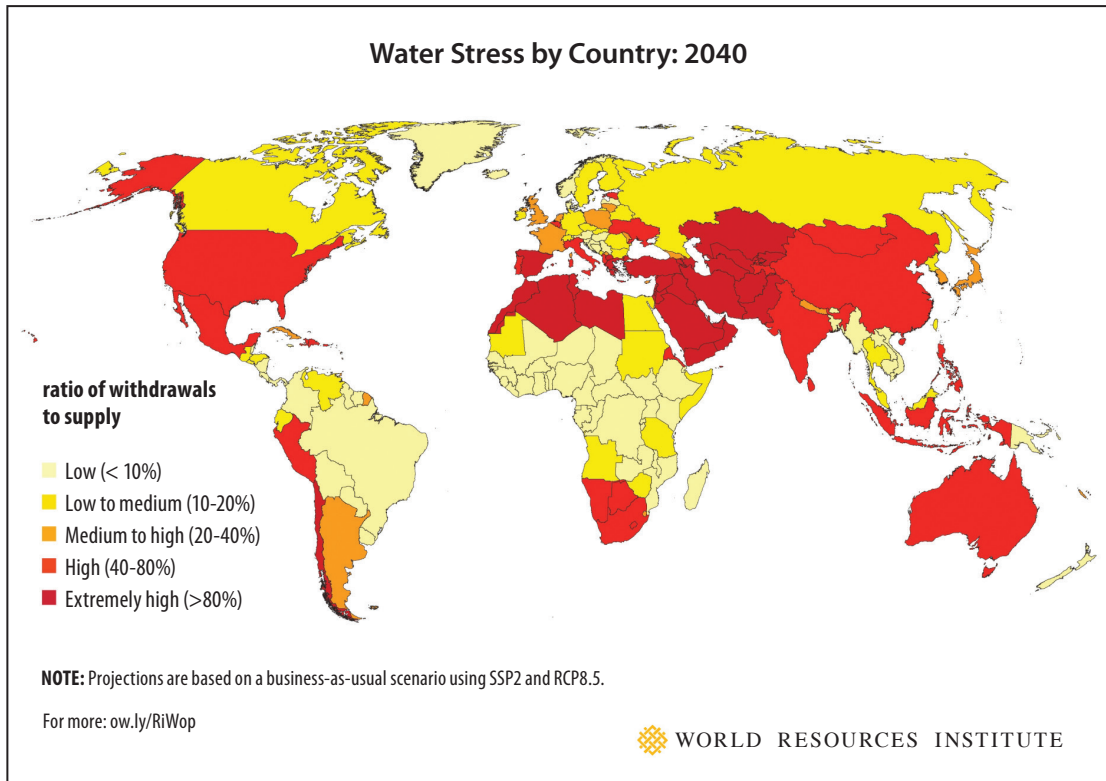 Water Stress by Country: 2040
ratio of withdrawals
to supply
Low (< 10%)
Low to medium (10-20%)
Medium to high (20-40%)
High (40-80%)
Extremely high (>80%)
NOTE: Projections are based on a business-as-usual scenario using SSP2 and RCP8.5.
For more: ow.ly/RiWop
WORLD RESOURCES INSTITUTE